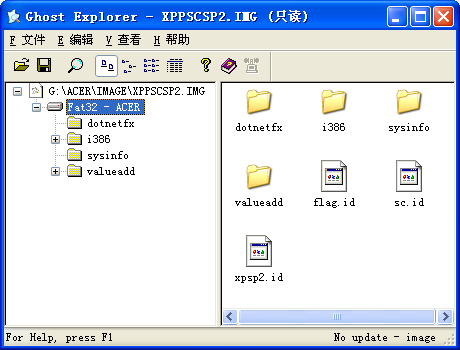 Ghost Explorer - XPPSCSP2.IMG (只读)
F 文件 E 编辑 V 查看 H 帮助
G:\ACER\IMAGE\XPPSCSP2.IMG
Fat32 - ACER
dotnetfx
i386
sysinfo
valueadd
dotnetfx i386 sysinfo
valueadd flag.id sc.id
xpsp2.id
For Help, press F1 No update - image